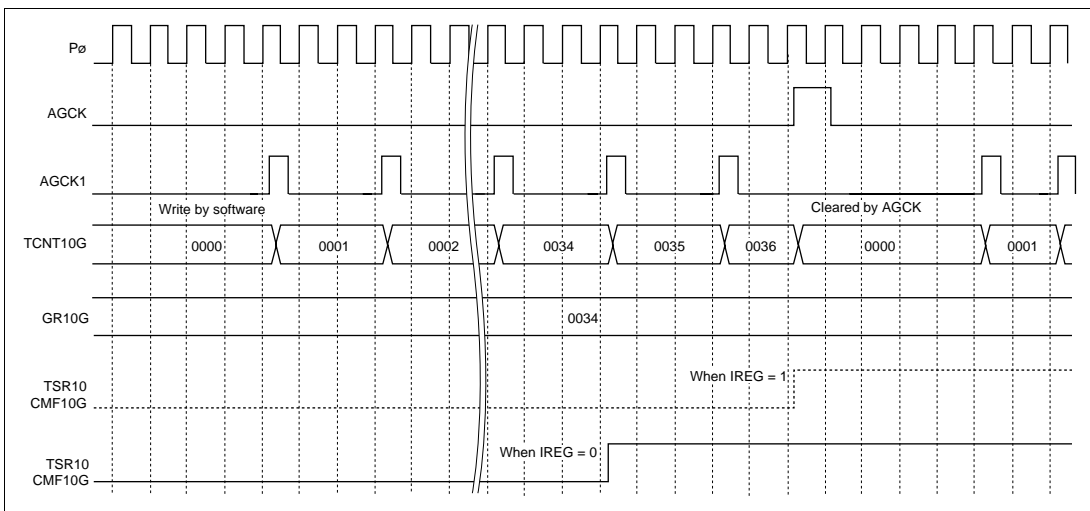 Pø
AGCK
AGCK1
Write by software
Cleared by AGCK
TCNT10G 0000 0001 0002 0034 0035 0036 0000 0001
GR10G 0034
TSR10
CMF10G
When IREG = 1
TSR10
CMF10G
When IREG = 0